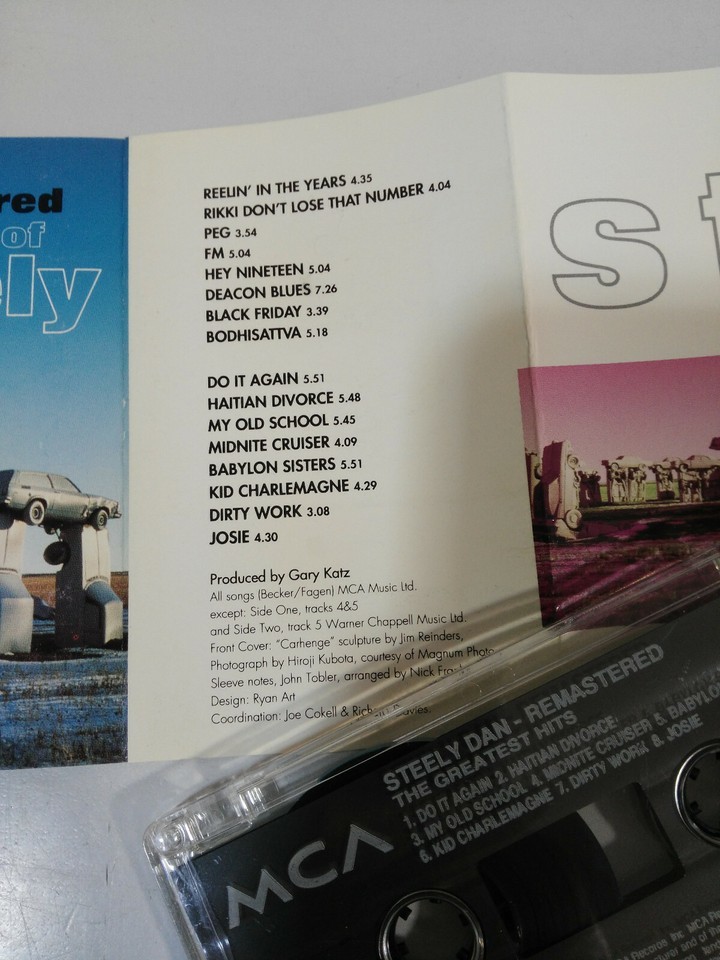 red
of
ely
REELIN' IN THE YEARS 4.35
RIKKI DON'T LOSE THAT NUMBER 4.04
PEG 3.54
FM 5.04
HEY NINETEEN 5.04
DEACON BLUES 7.26
BLACK FRIDAY 3.39
BODHISATTVA 5.18
DO IT AGAIN 5.51
HAITIAN DIVORCE 5.48
MY OLD SCHOOL 5.45
MIDNITE CRUISER 4.09
BABYLON SISTERS 5.51
KID CHARLEMAGNE 4.29
DIRTY WORK 3.08
JOSIE 4.30
Produced by Gary Katz
All songs (Becker/Fagen) MCA Music Ltd.
except: Side One, tracks 4&5
and Side Two, track 5 Warner Chappell Music Ltd.
Front Cover: "Carhenge" sculpture by Jim Reinders,
Photograph by Hiroji Kubota, courtesy of Magnum Photo
Sleeve notes, John Tobler, arranged by Nick
Design: Ryan Art
Coordination: Joe Cokell & Davies.
st
STEELY DAN - REMASTERED
THE GREATEST HITS
1. DO IT AGAIN 2. HAITIAN DIVORCE
3. MY OLD SCHOOL 4. MIDNITE CRUISER 5. BABYLO
6. KID CHARLEMAGNE 7. DIRTY WORK 8. JOSIE
MCA